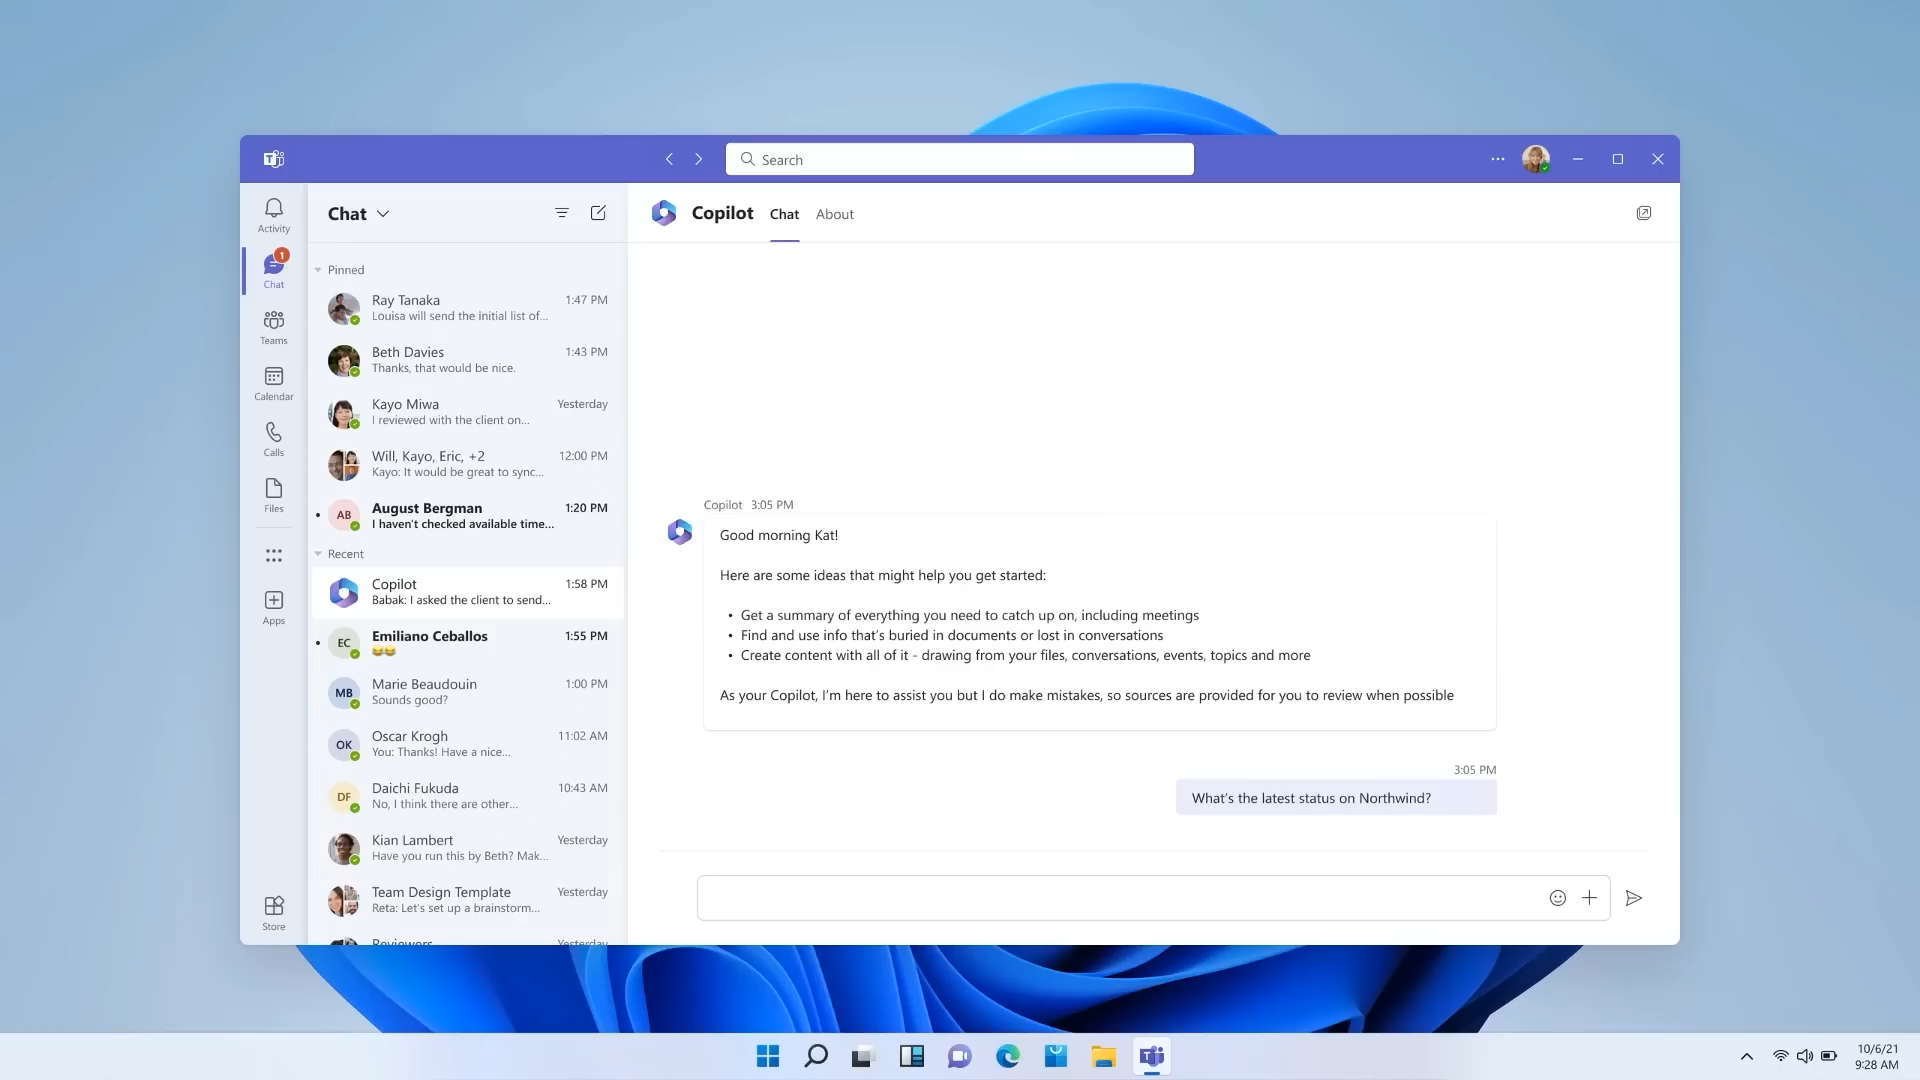 Search
Activity
1
Chat
Teams
Calendar
Calls
Files
Apps
Store
Chat
Pinned
Ray Tanaka 1:47 PM
Louisa will send the initial list of...
Beth Davies 1:43 PM
Thanks, that would be nice.
Kayo Miwa Yesterday
I reviewed with the client on...
Will, Kayo, Eric, +2 12:00 PM
Kayo: It would be great to sync...
AB
August Bergman 1:20 PM
I haven't checked available time...
Recent
Copilot 1:58 PM
Babak: I asked the client to send...
EC
Emiliano Ceballos 1:55 PM
MB
Marie Beaudouin 1:00 PM
Sounds good?
OK
Oscar Krogh 11:02 AM
You: Thanks! Have a nice...
DF
Daichi Fukuda 10:43 AM
No, I think there are other...
Kian Lambert Yesterday
Have you run this by Beth? Mak...
Team Design Template Yesterday
Reta: Let's set up a brainstorm...
Reviewers Yesterday
Copilot Chat About
Copilot 3:05 PM
Good morning Kat!
Here are some ideas that might help you get started:
• Get a summary of everything you need to catch up on, including meetings
• Find and use info that's buried in documents or lost in conversations
• Create content with all of it - drawing from your files, conversations, events, topics and more
As your Copilot, I'm here to assist you but I do make mistakes, so sources are provided for you to review when possible
3:05 PM
What's the latest status on Northwind?
10/6/21
9:28 AM